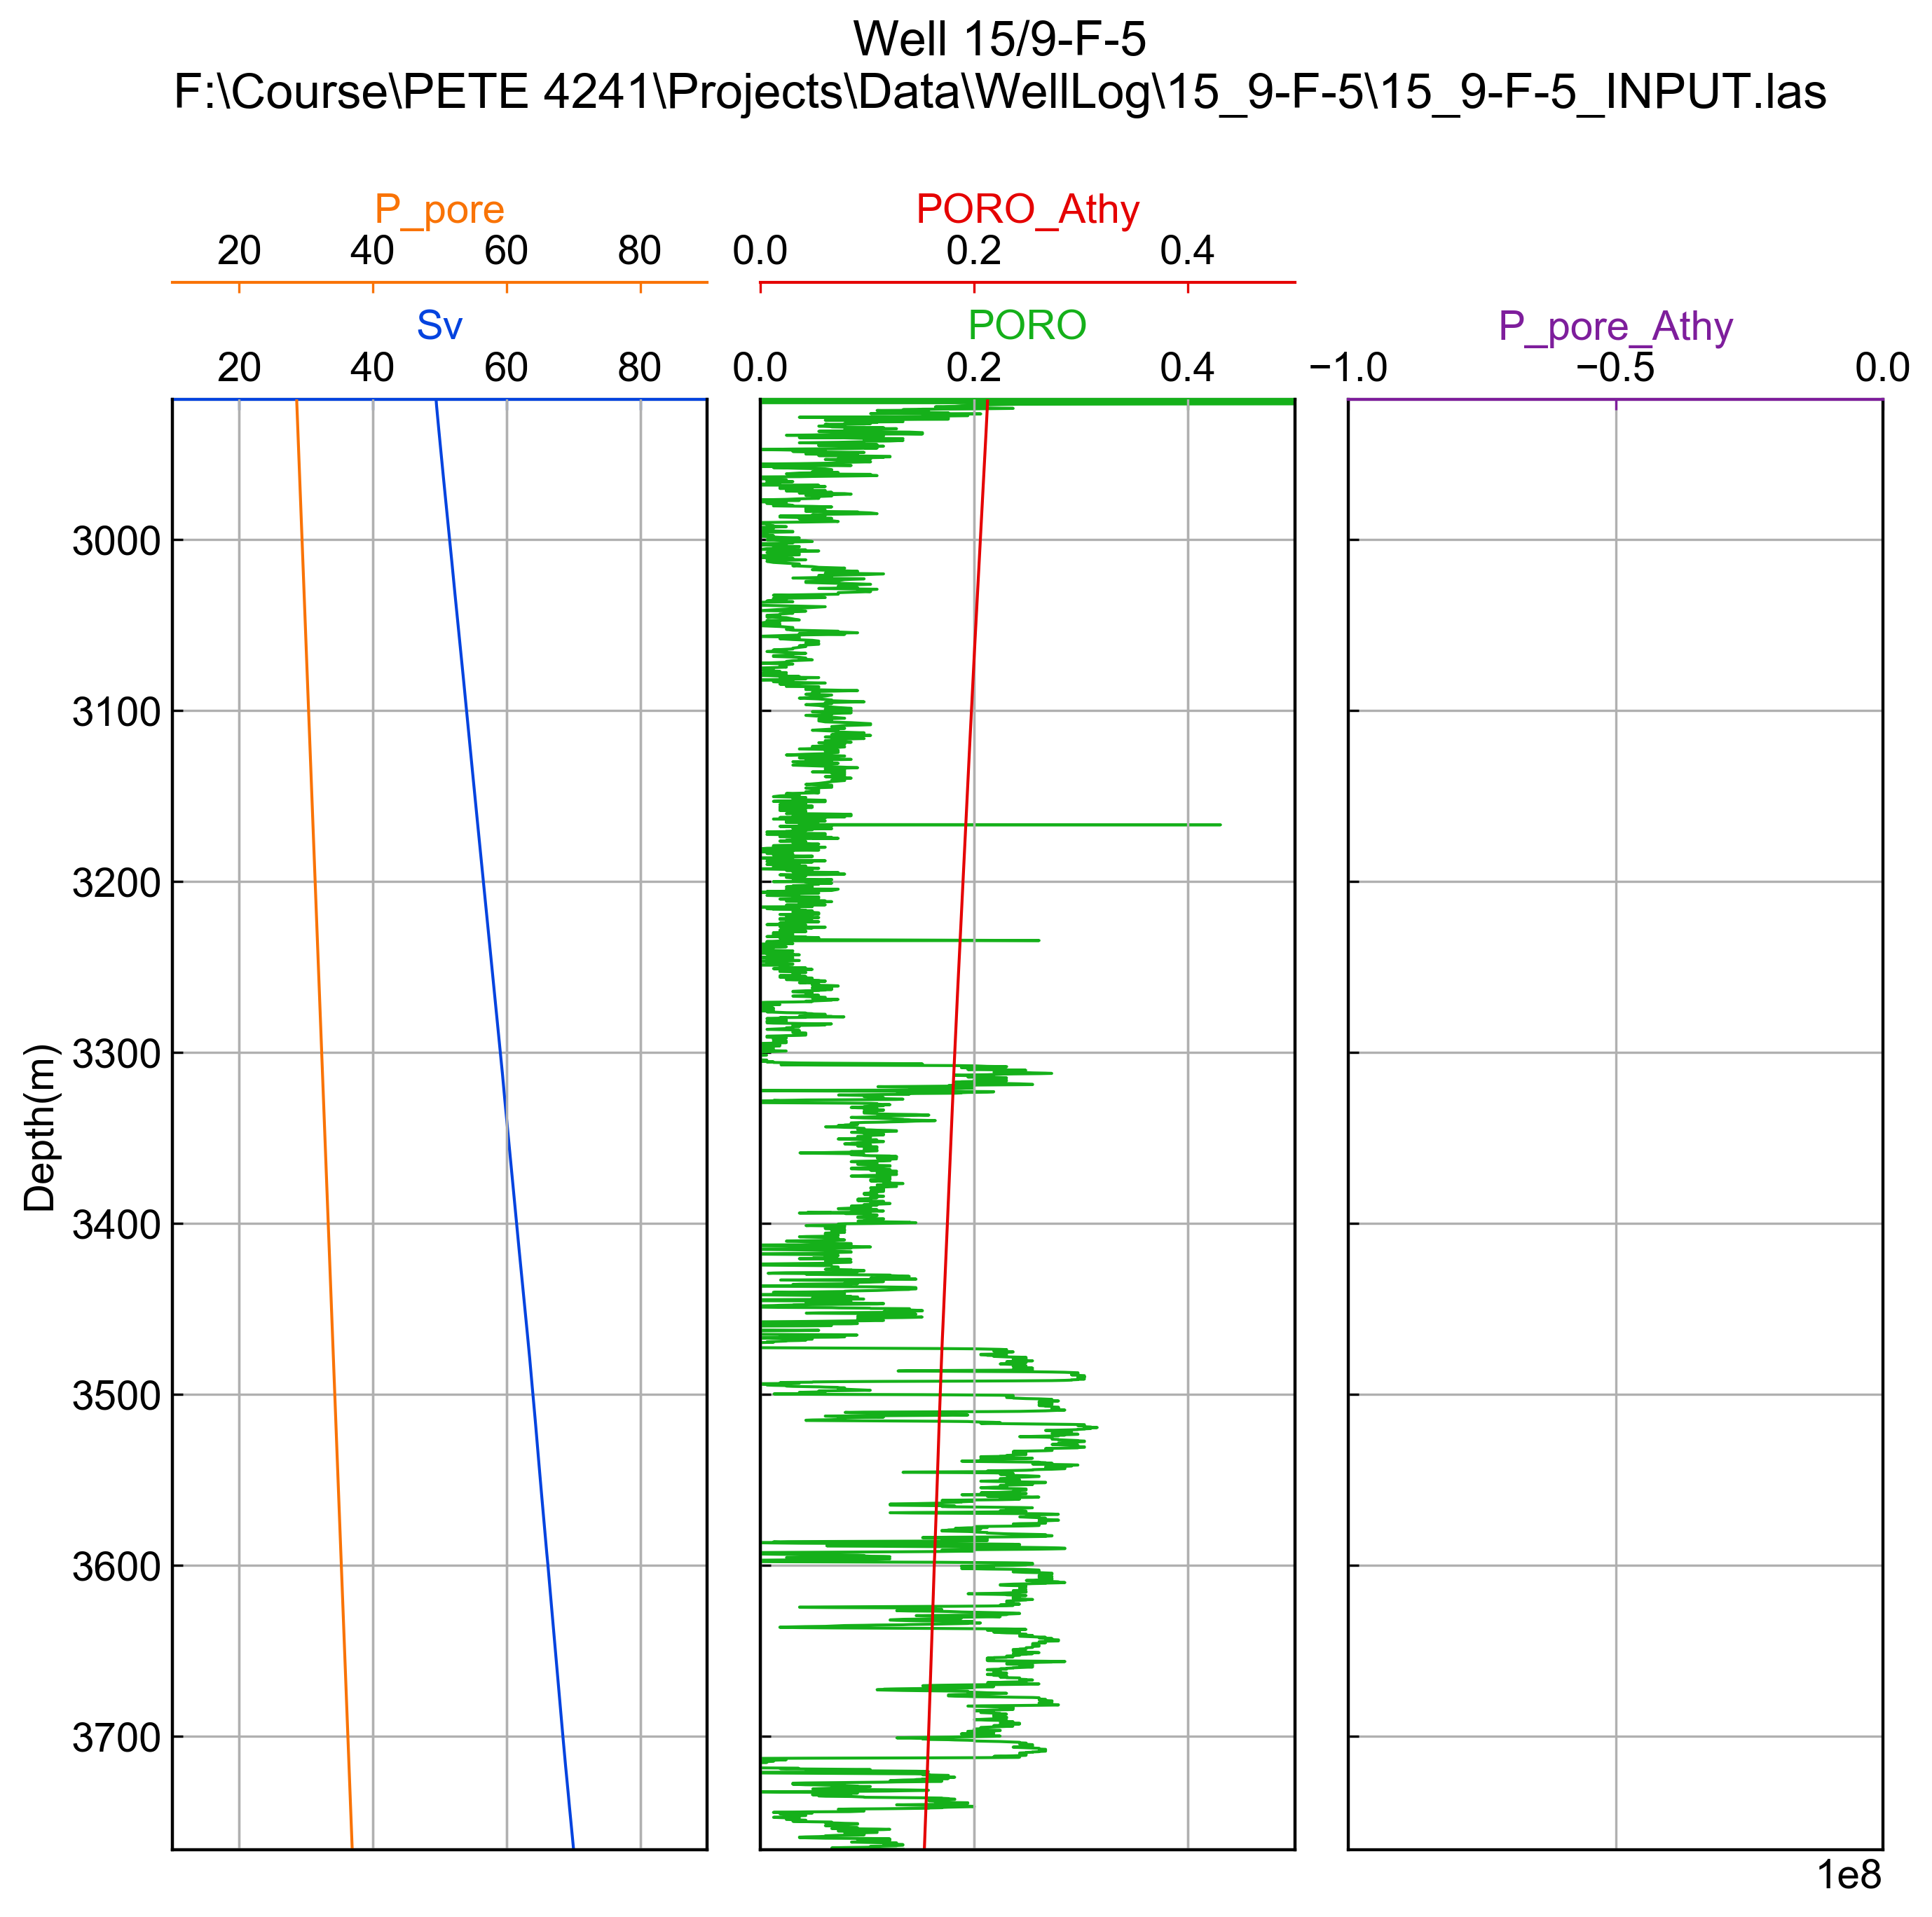 Well 15/9-F-5
F:\Course\PETE 4241\Projects\Data\WellLog\15_9-F-5\15_9-F-5_INPUT.las
P_pore
20 40 60 80
Sv
20 40 60 80
PORO_Athy
0.0 0.2 0.4
PORO
0.0 0.2 0.4
P_pore_Athy
−1.0 −0.5 0.0
Depth(m)
3000
3100
3200
3300
3400
3500
3600
3700
1e8